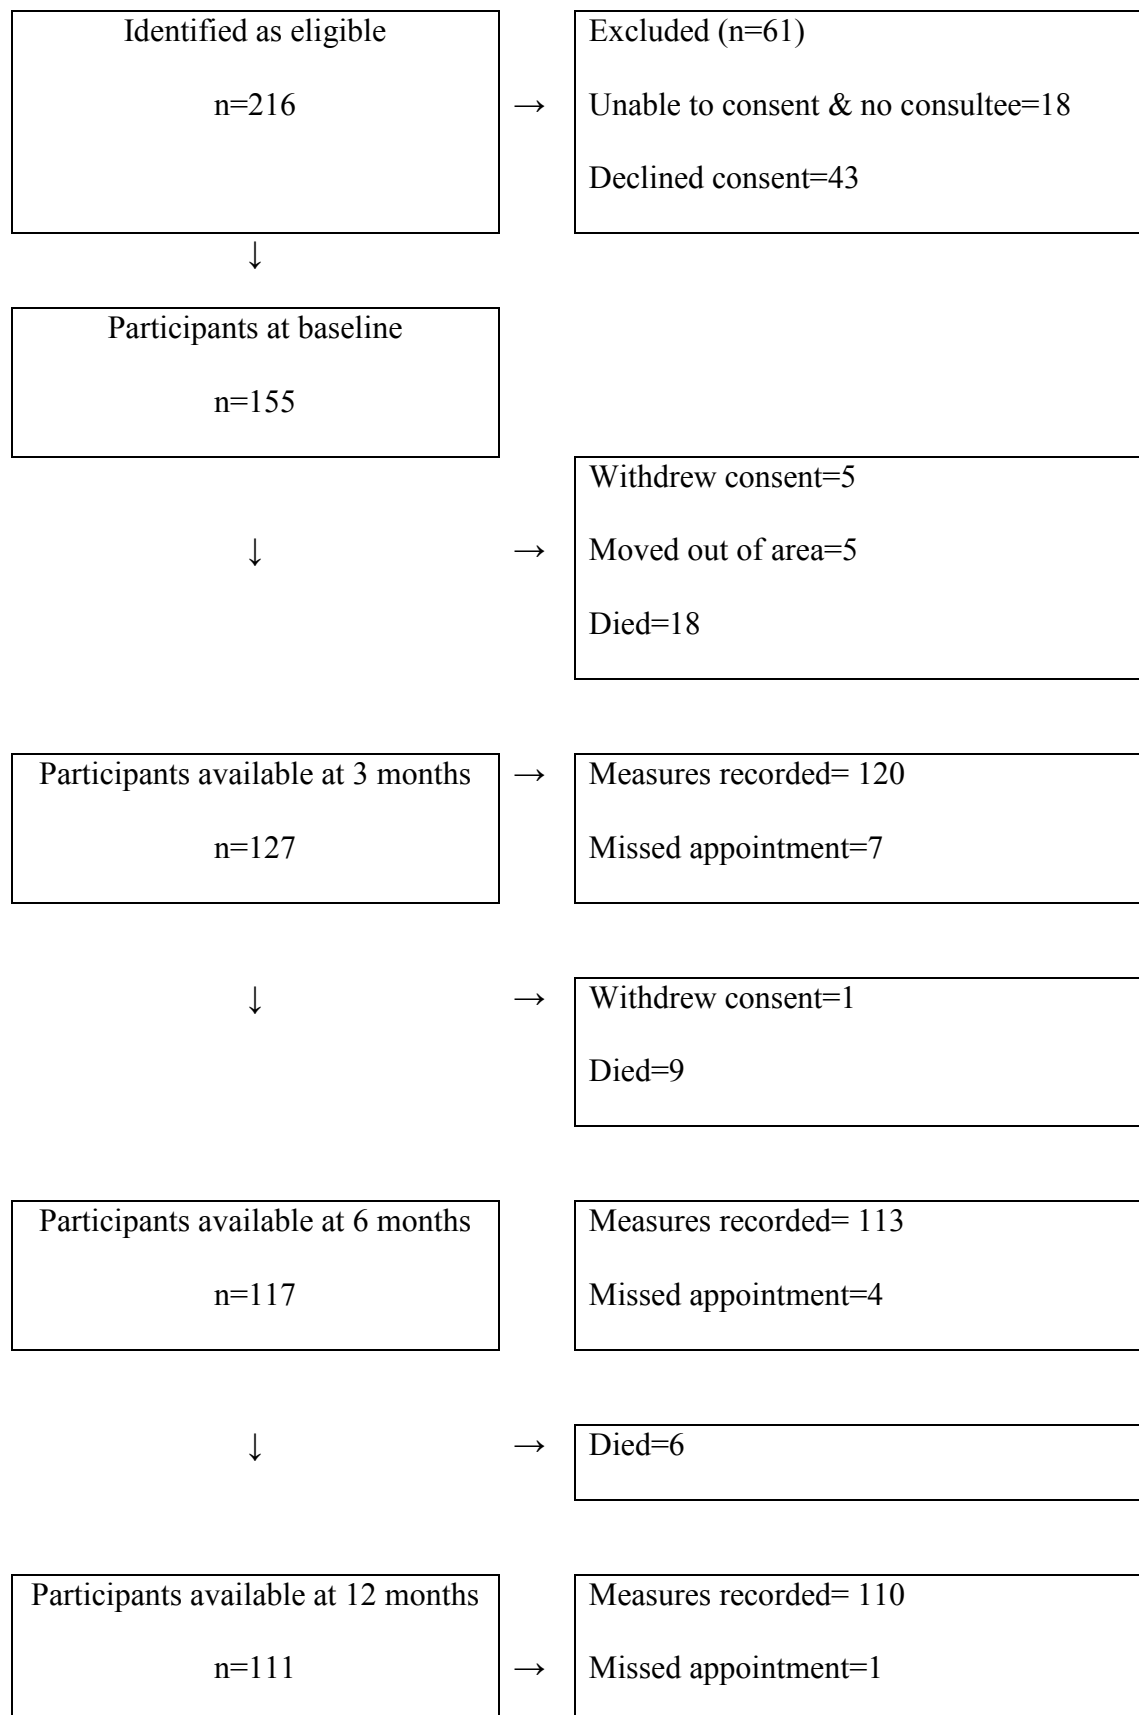 Identified as eligible
n=216
→
Excluded (n=61)
Unable to consent & no consultee=18
Declined consent=43
↓
Participants at baseline
n=155
↓
→
Withdrew consent=5
Moved out of area=5
Died=18
Participants available at 3 months
n=127
→
Measures recorded= 120
Missed appointment=7
↓
→
Withdrew consent=1
Died=9
Participants available at 6 months
n=117
Measures recorded= 113
Missed appointment=4
↓
→
Died=6
Participants available at 12 months
n=111
→
Measures recorded= 110
Missed appointment=1